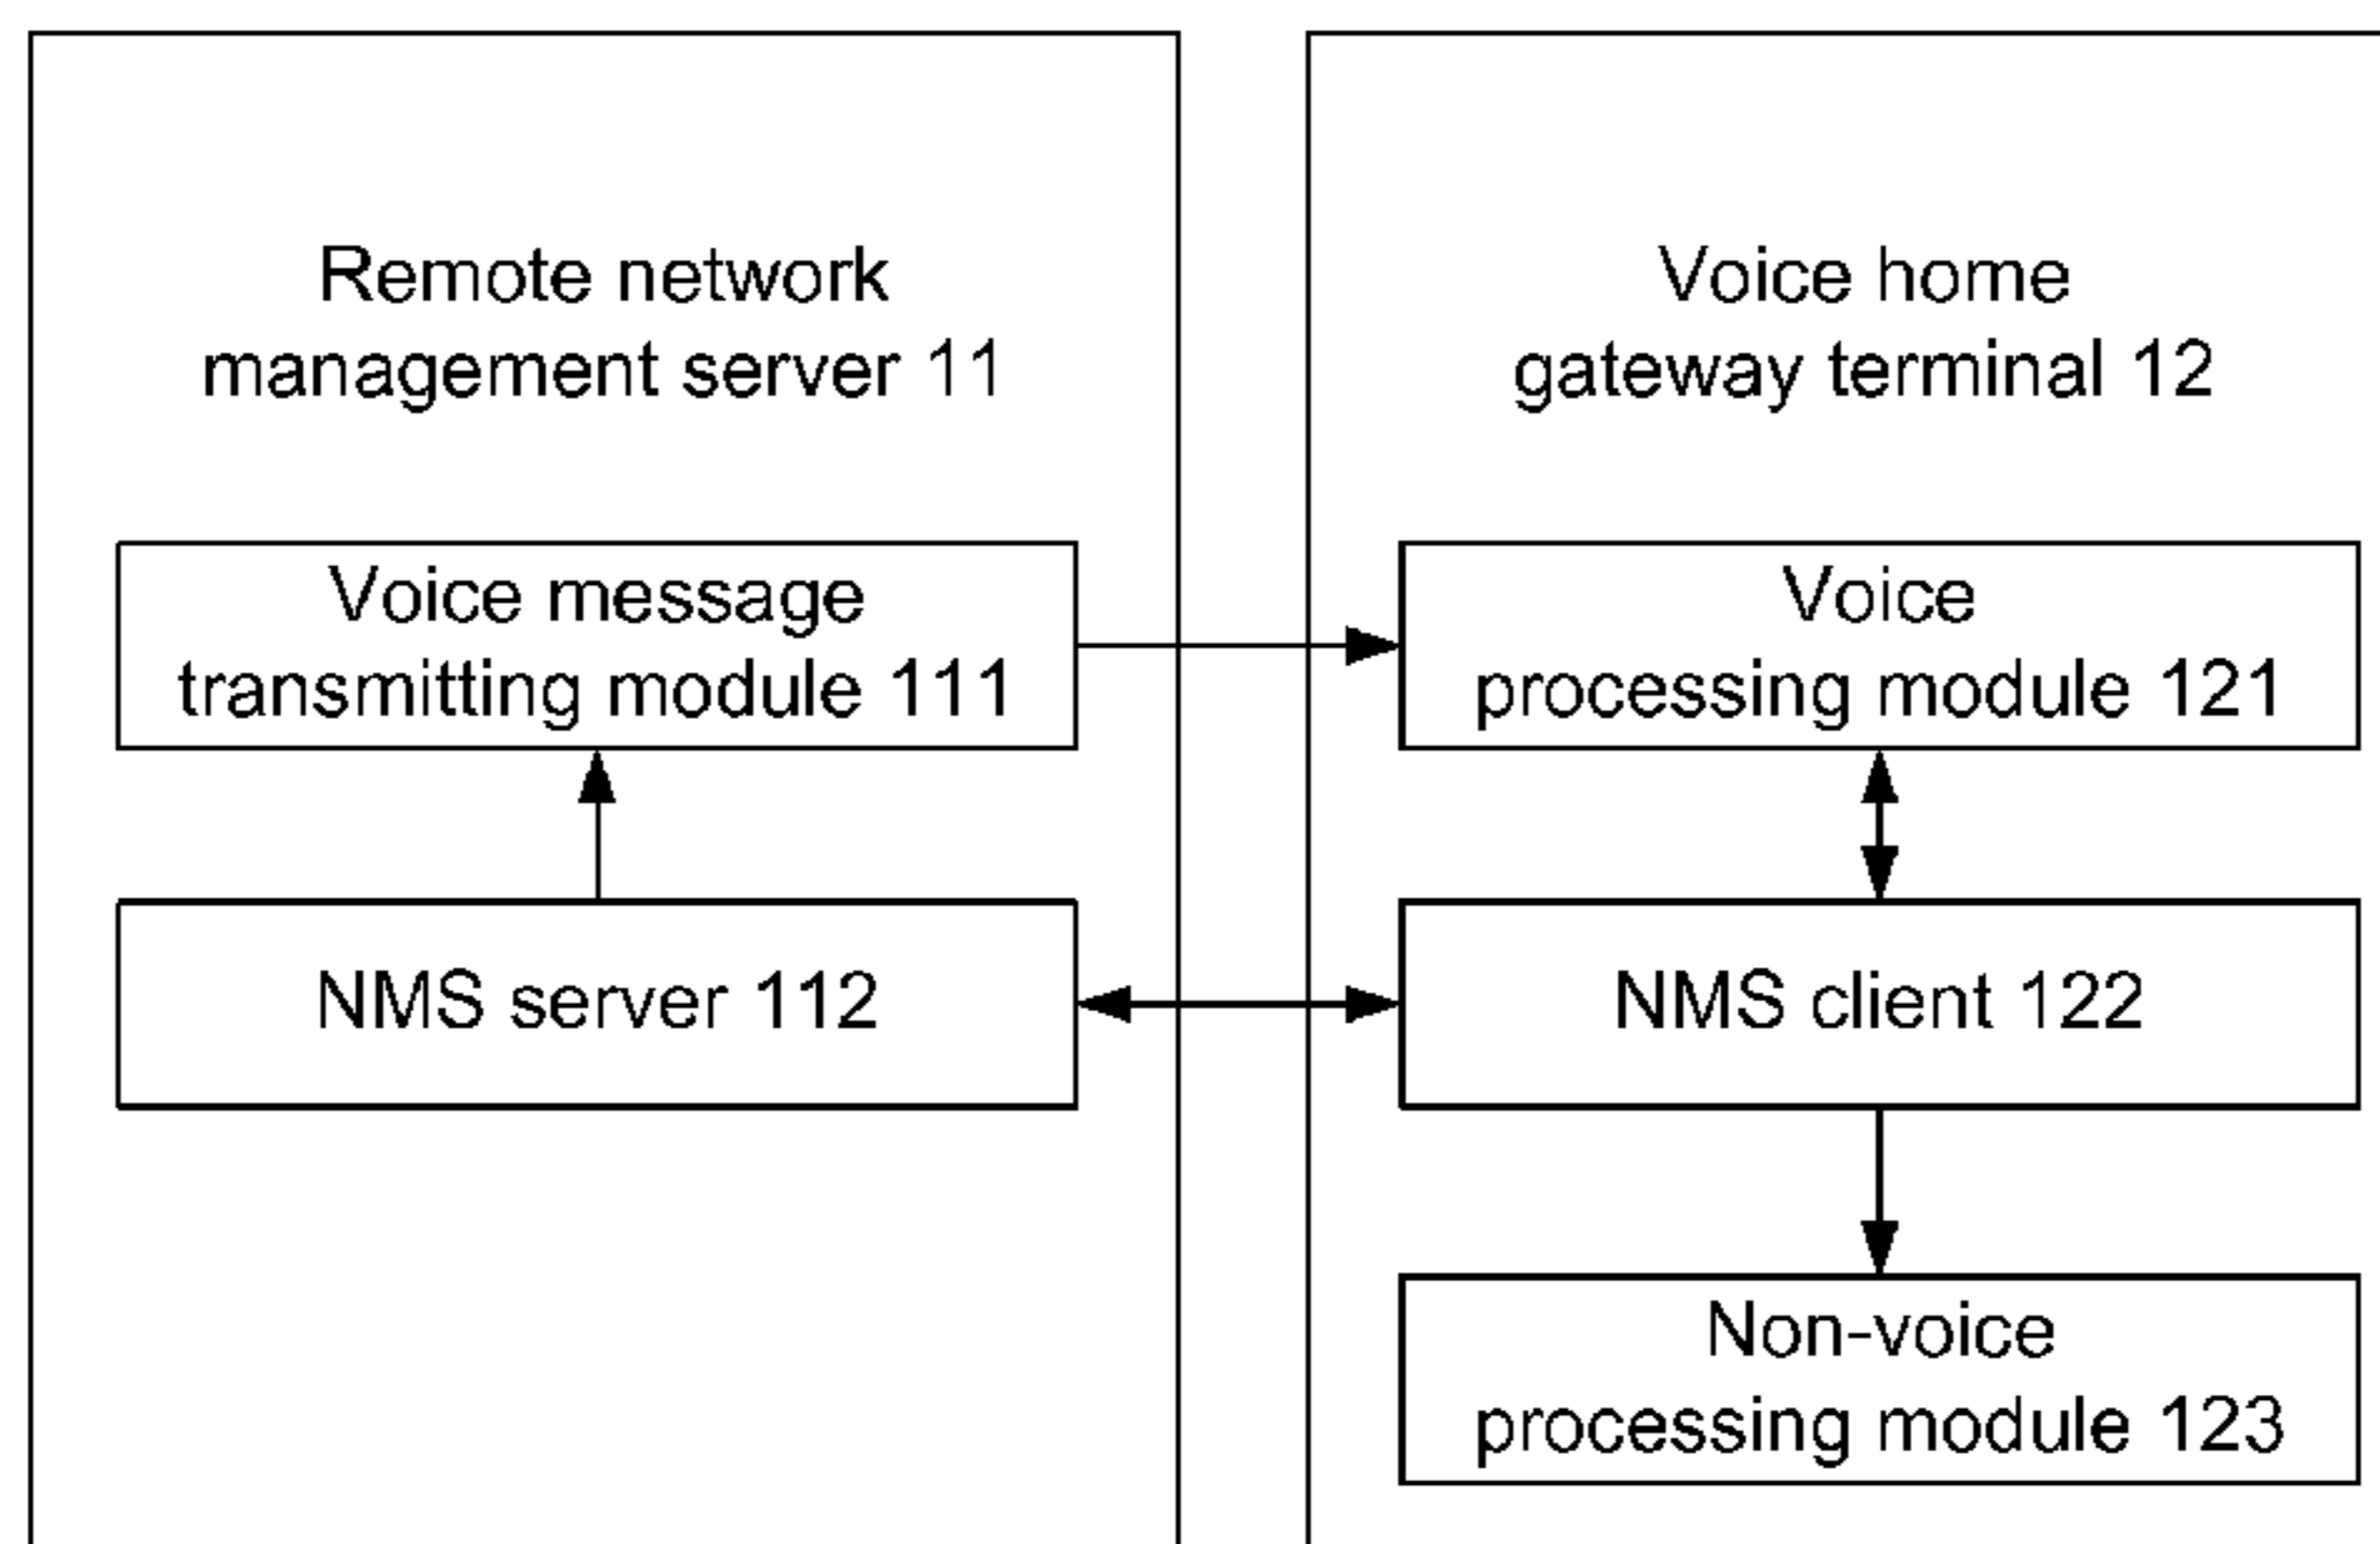 Remote network
management server 11
Voice message
transmitting module 111
NMS server 112
Voice home
gateway terminal 12
Voice
processing module 121
NMS client 122
Non-voice
processing module 123